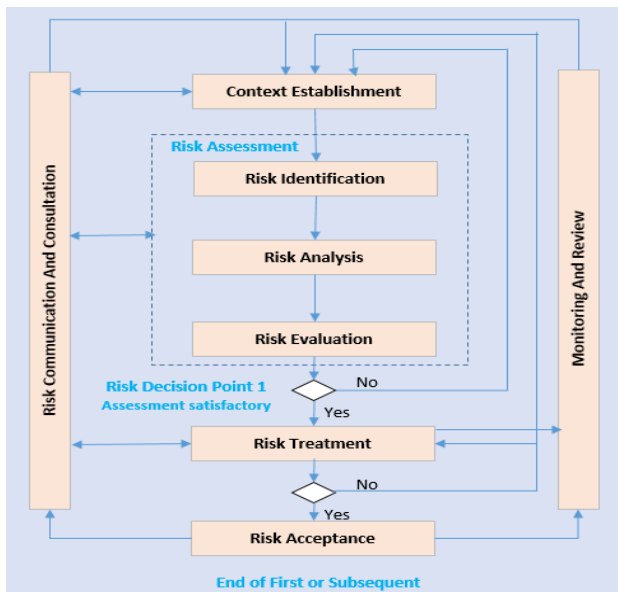 Context Establishment
Risk Assessment
Risk Identification
Risk Analysis
Risk Evaluation
Risk Decision Point 1
Assessment satisfactory
No
Yes
Risk Treatment
No
Yes
Risk Acceptance
End of First or Subsequent
Risk Communication And Consultation
Monitoring And Review